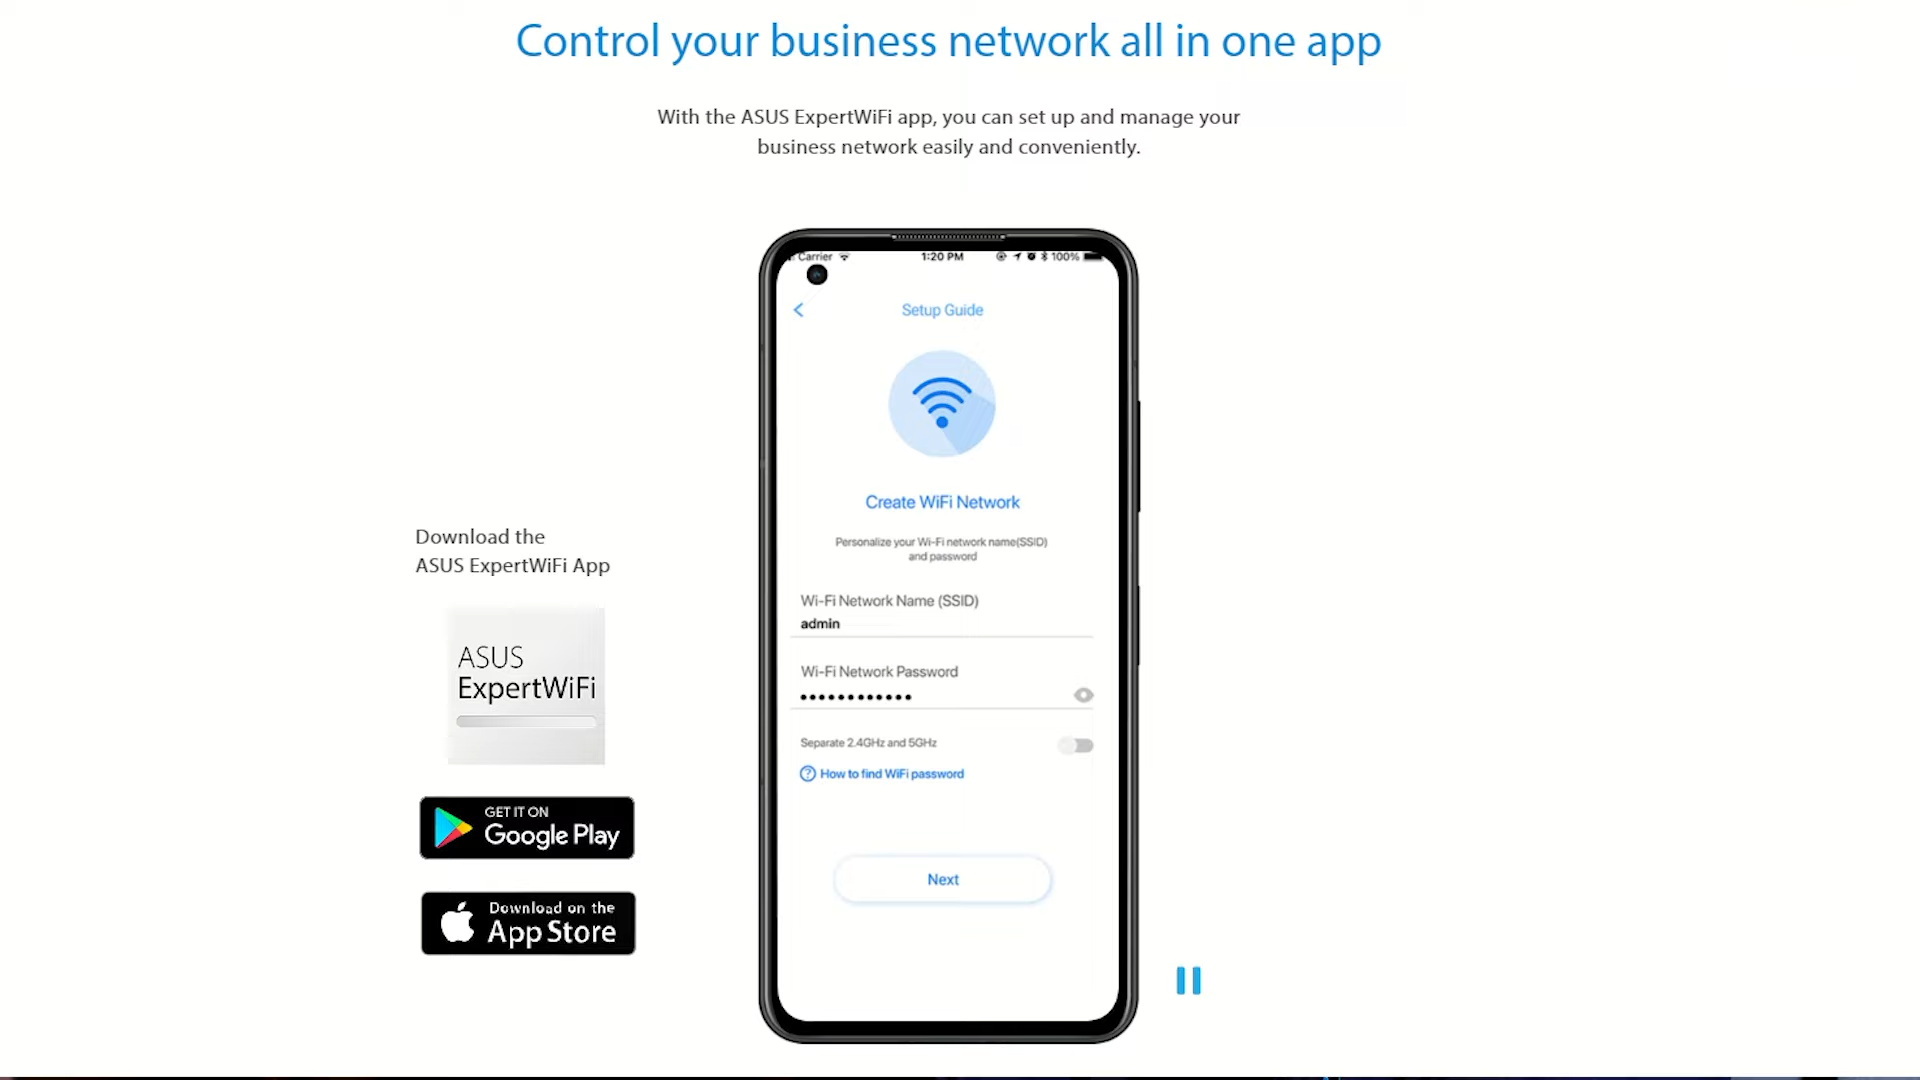 Control your business network all in one app
With the ASUS ExpertWiFi app, you can set up and manage your
business network easily and conveniently.
Carrier 1:20 PM 100%
Setup Guide
Create WiFi Network
Personalize your Wi-Fi network name(SSID)
and password
Wi-Fi Network Name (SSID)
admin
Wi-Fi Network Password
••••••••••••
Separate 2.4GHz and 5GHz
How to find WiFi password
Next
Download the
ASUS ExpertWiFi App
ASUS
ExpertWiFi
GET IT ON
Google Play
Download on the
App Store